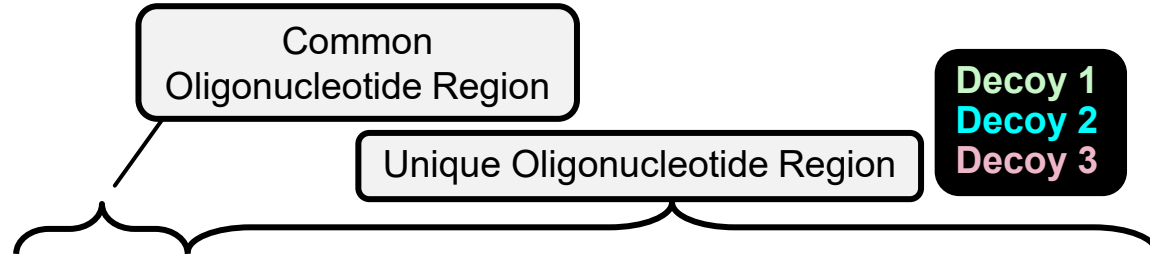 Common
Oligonucleotide Region
Unique Oligonucleotide Region
Decoy 1
Decoy 2
Decoy 3